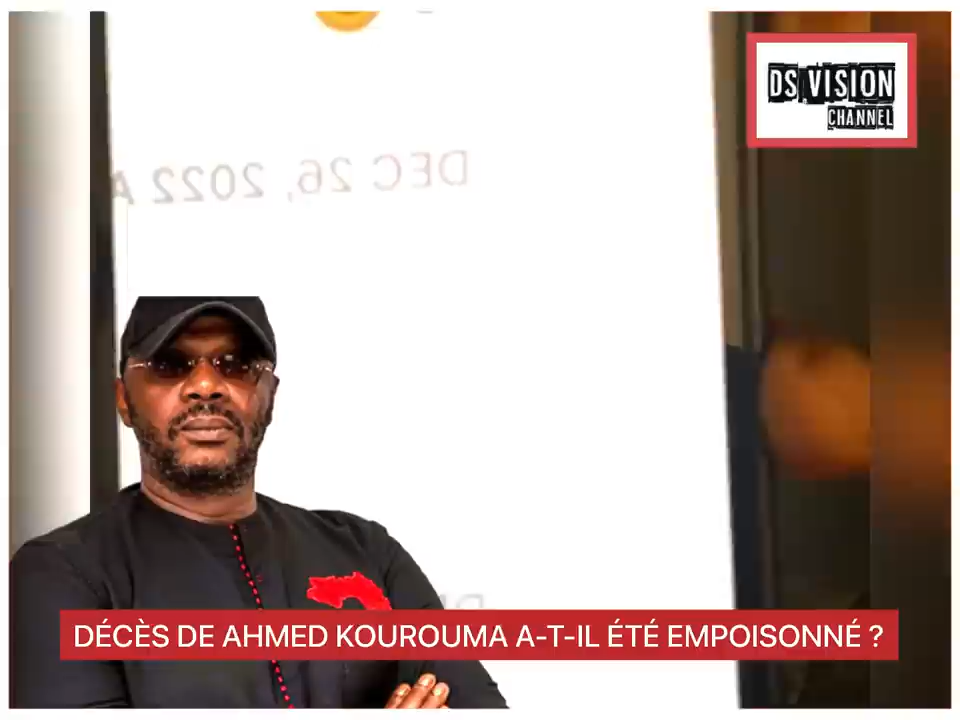 DS VISION
CHANNEL
DEC 26, 2022 A
DÉCÈS DE AHMED KOUROUMA A-T-IL ÉTÉ EMPOISONNÉ ?